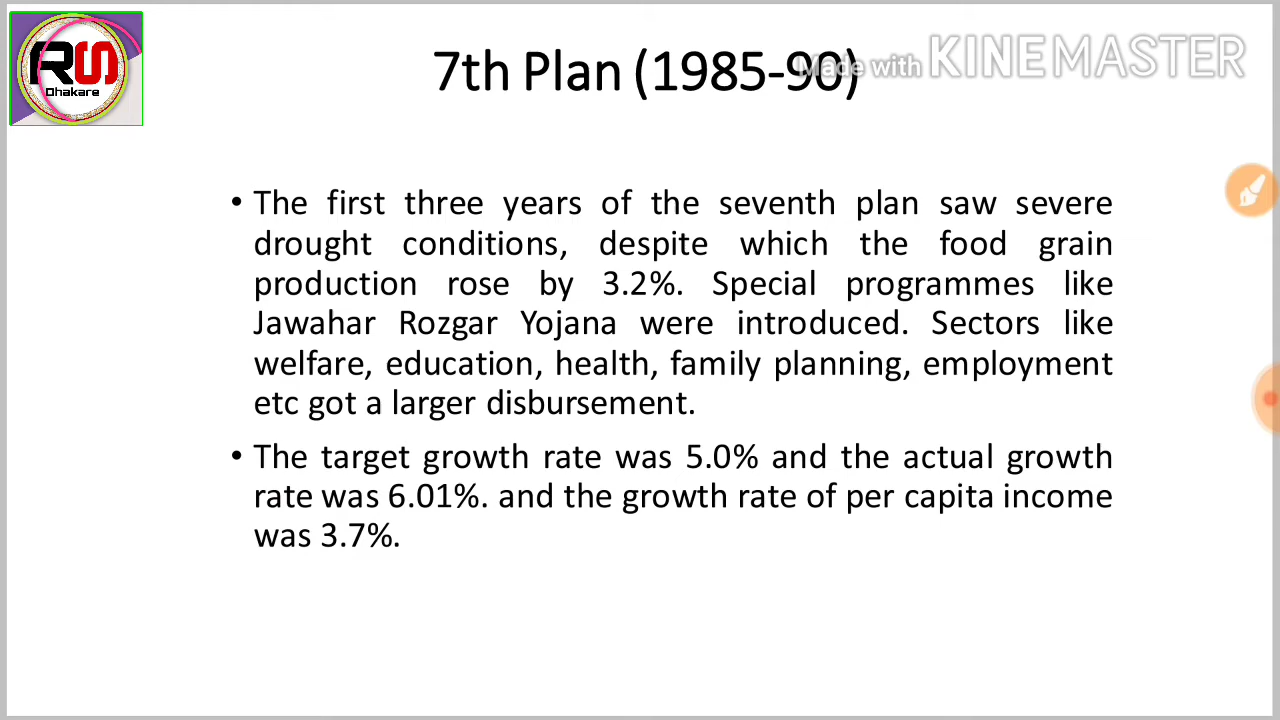 RS
Dhakare
7th Plan (1985-90)
Made with KINEMASTER
• The first three years of the seventh plan saw severe
drought conditions, despite which the food grain
production rose by 3.2%. Special programmes like
Jawahar Rozgar Yojana were introduced. Sectors like
welfare, education, health, family planning, employment
etc got a larger disbursement.
• The target growth rate was 5.0% and the actual growth
rate was 6.01%. and the growth rate of per capita income
was 3.7%.